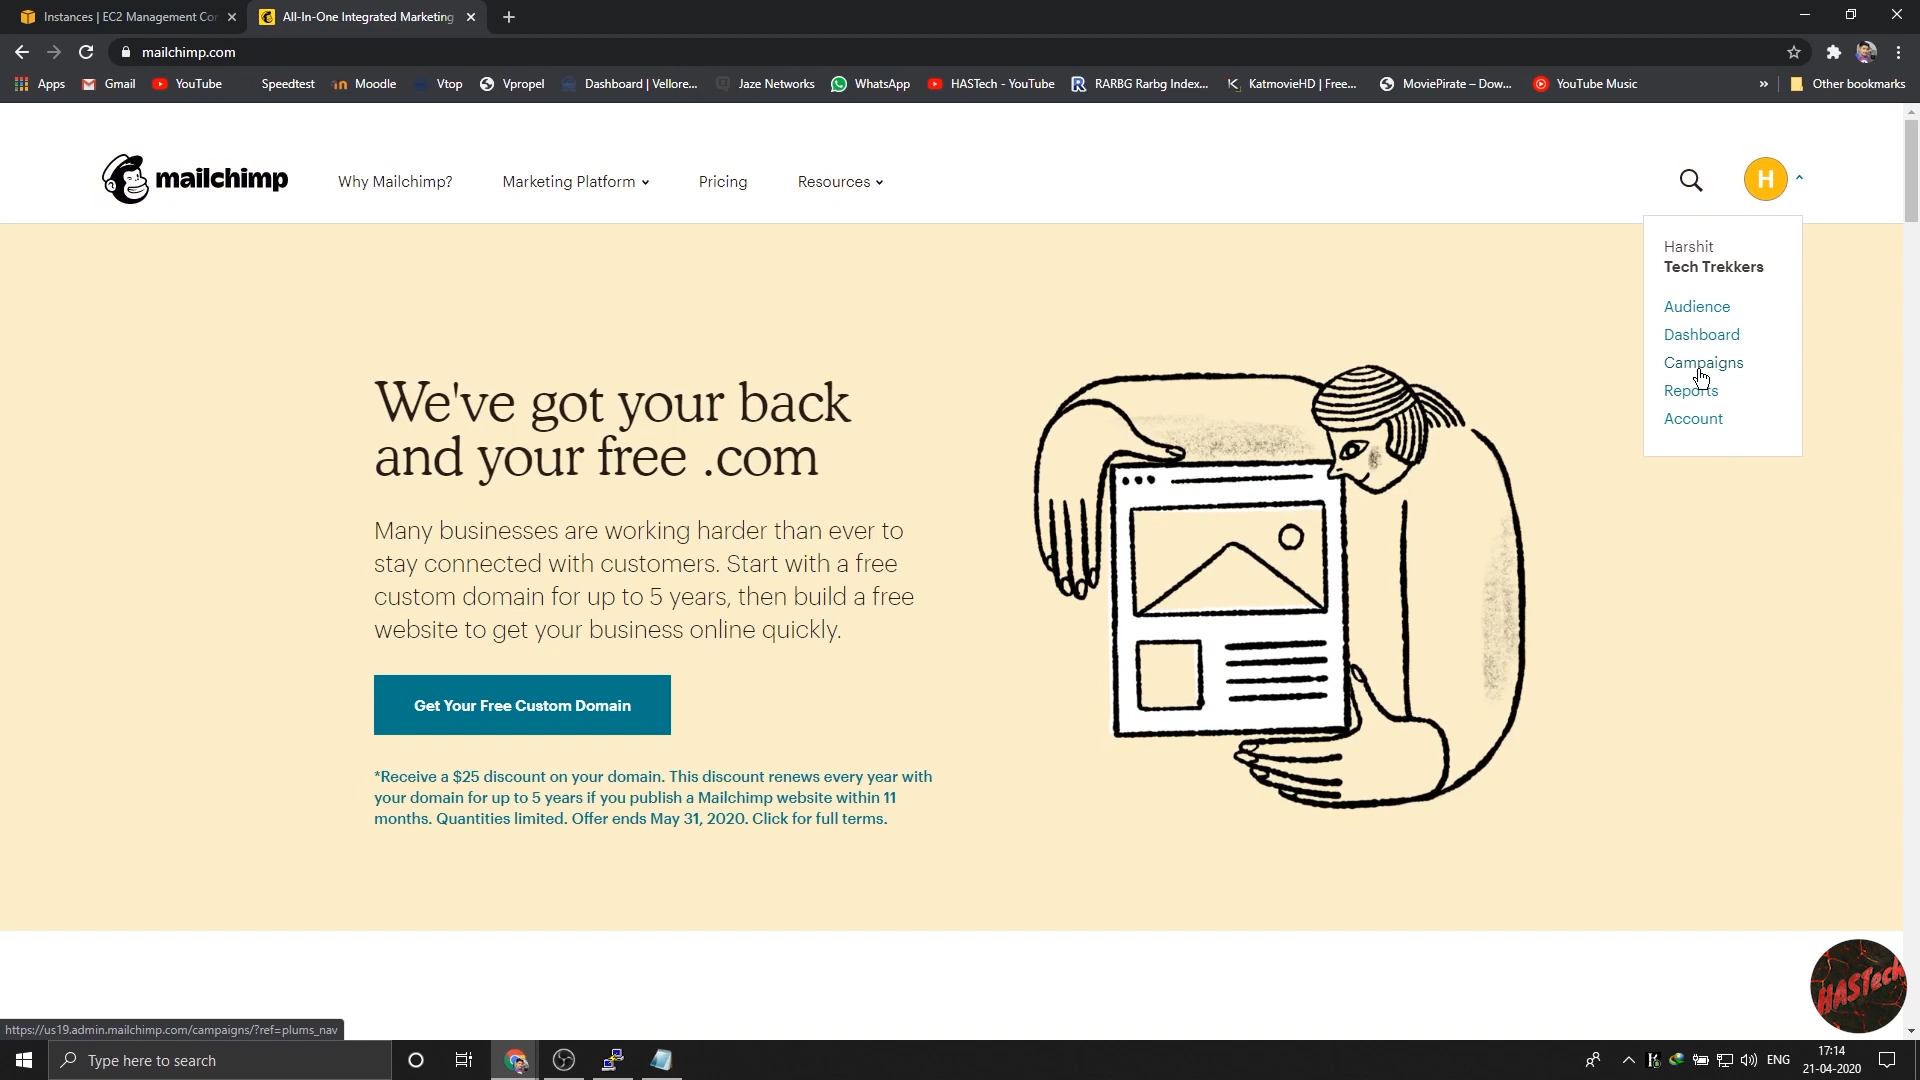 Instances | EC2 Management Con
All-In-One Integrated Marketing
mailchimp.com
Apps
Gmail
YouTube
Speedtest
Moodle
Vtop
Vpropel
Dashboard | Vellore...
Jaze Networks
WhatsApp
HASTech - YouTube
RARBG Rarbg Index...
KatmovieHD | Free...
MoviePirate – Dow...
YouTube Music
»
Other bookmarks
mailchimp
Why Mailchimp?
Marketing Platform
Pricing
Resources
H
Harshit
Tech Trekkers
Audience
Dashboard
Campaigns
Reports
Account
We've got your back
and your free .com
Many businesses are working harder than ever to
stay connected with customers. Start with a free
custom domain for up to 5 years, then build a free
website to get your business online quickly.
Get Your Free Custom Domain
*Receive a $25 discount on your domain. This discount renews every year with
your domain for up to 5 years if you publish a Mailchimp website within 11
months. Quantities limited. Offer ends May 31, 2020. Click for full terms.
HASTech
https://us19.admin.mailchimp.com/campaigns/?ref=plums_nav
Type here to search
ENG
17:14
21-04-2020